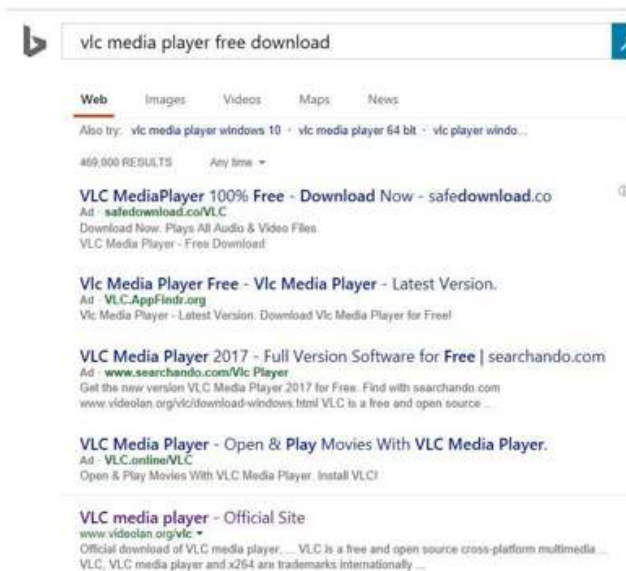 vlc media player free download
Web Images Videos Maps News
Also try: vlc media player windows 10 · vlc media player 64 bit · vlc player windo...
469,000 RESULTS Any time
VLC MediaPlayer 100% Free - Download Now - safedownload.co
Ad · safedownload.co/VLC
Download Now. Plays All Audio & Video Files.
VLC Media Player - Free Download
Vlc Media Player Free - Vlc Media Player - Latest Version.
Ad · VLC.AppFindr.org
Vlc Media Player - Latest Version. Download Vlc Media Player for Free!
VLC Media Player 2017 - Full Version Software for Free | searchando.com
Ad · www.searchando.com/Vlc Player
Get the new version VLC Media Player 2017 for Free. Find with searchando.com
www.videolan.org/vlc/download-windows.html VLC is a free and open source ...
VLC Media Player - Open & Play Movies With VLC Media Player.
Ad · VLC.online/VLC
Open & Play Movies With VLC Media Player. Install VLC!
VLC media player - Official Site
www.videolan.org/vlc
Official download of VLC media player, ... VLC is a free and open source cross-platform multimedia ...
VLC, VLC media player and x264 are trademarks internationally ...